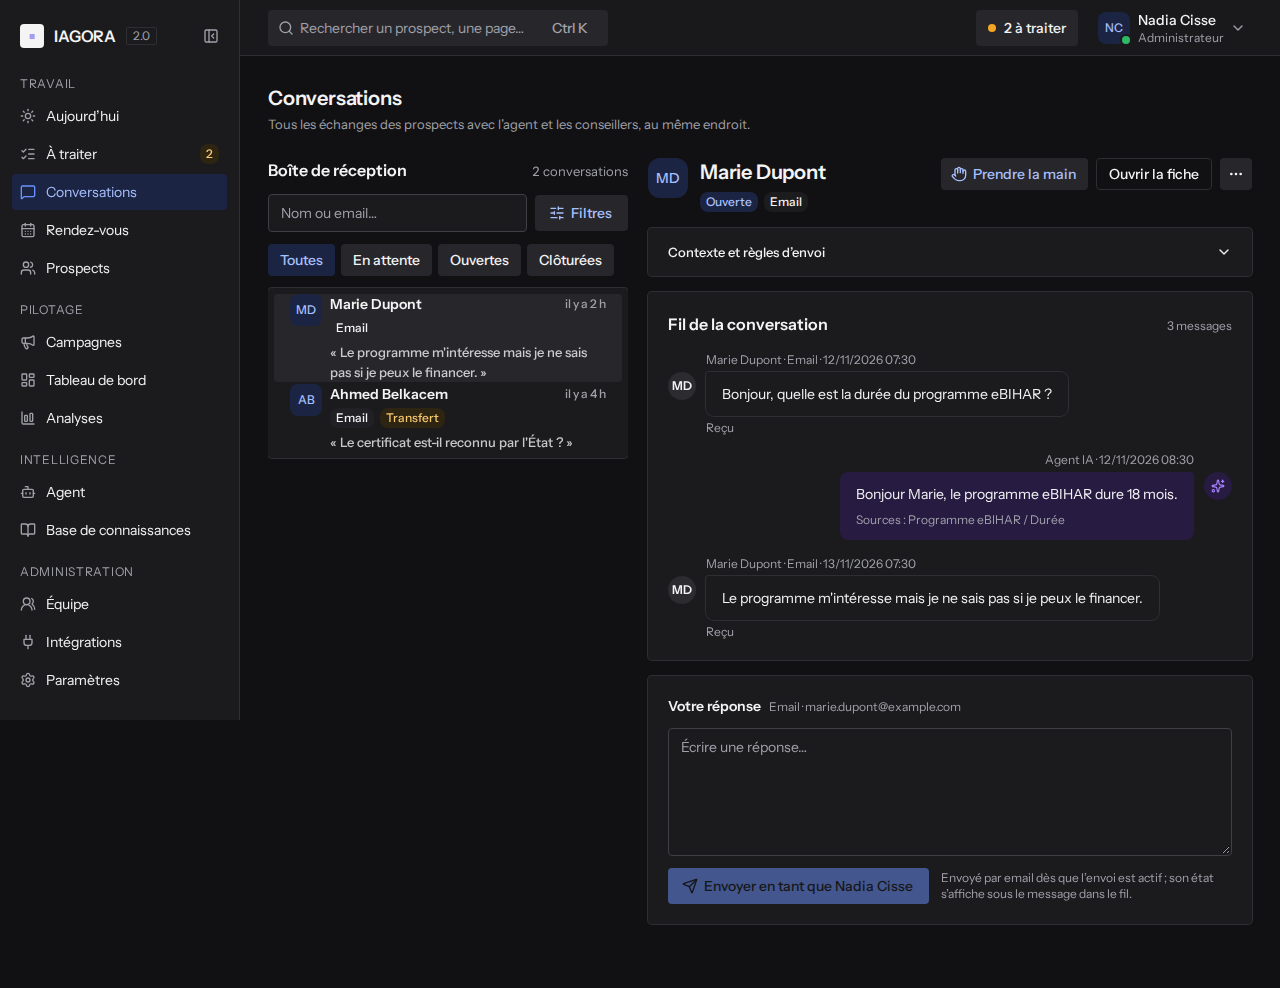 IAGORA 2.0
Rechercher un prospect, une page… Ctrl K
2 à traiter
NC
Nadia Cisse
Administrateur
TRAVAIL
Aujourd'hui
À traiter 2
Conversations
Rendez-vous
Prospects
PILOTAGE
Campagnes
Tableau de bord
Analyses
INTELLIGENCE
Agent
Base de connaissances
ADMINISTRATION
Équipe
Intégrations
Paramètres
Conversations
Tous les échanges des prospects avec l'agent et les conseillers, au même endroit.
Boîte de réception 2 conversations
Nom ou email…
Filtres
Toutes En attente Ouvertes Clôturées
MD Marie Dupont il y a 2 h
Email
« Le programme m'intéresse mais je ne sais
pas si je peux le financer. »
AB Ahmed Belkacem il y a 4 h
Email Transfert
« Le certificat est-il reconnu par l'État ? »
MD Marie Dupont
Ouverte Email
Prendre la main Ouvrir la fiche
Contexte et règles d'envoi
Fil de la conversation 3 messages
Marie Dupont · Email · 12/11/2026 07:30
MD Bonjour, quelle est la durée du programme eBIHAR ?
Reçu
Agent IA · 12/11/2026 08:30
Bonjour Marie, le programme eBIHAR dure 18 mois.
Sources : Programme eBIHAR / Durée
Marie Dupont · Email · 13/11/2026 07:30
MD Le programme m'intéresse mais je ne sais pas si je peux le financer.
Reçu
Votre réponse Email · marie.dupont@example.com
Écrire une réponse…
Envoyer en tant que Nadia Cisse
Envoyé par email dès que l'envoi est actif ; son état
s'affiche sous le message dans le fil.